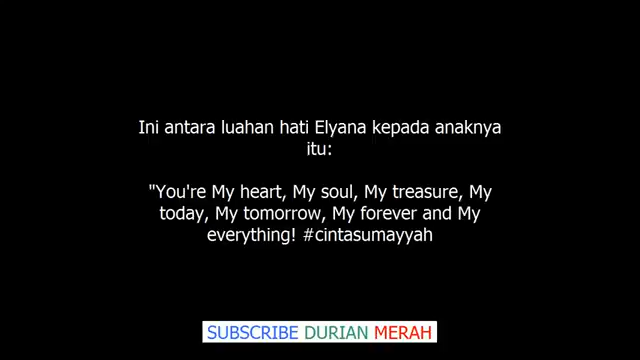 Ini antara luahan hati Elyana kepada anaknya
itu:
"You're My heart, My soul, My treasure, My
today, My tomorrow, My forever and My
everything! #cintasumayyah
SUBSCRIBE DURIAN MERAH